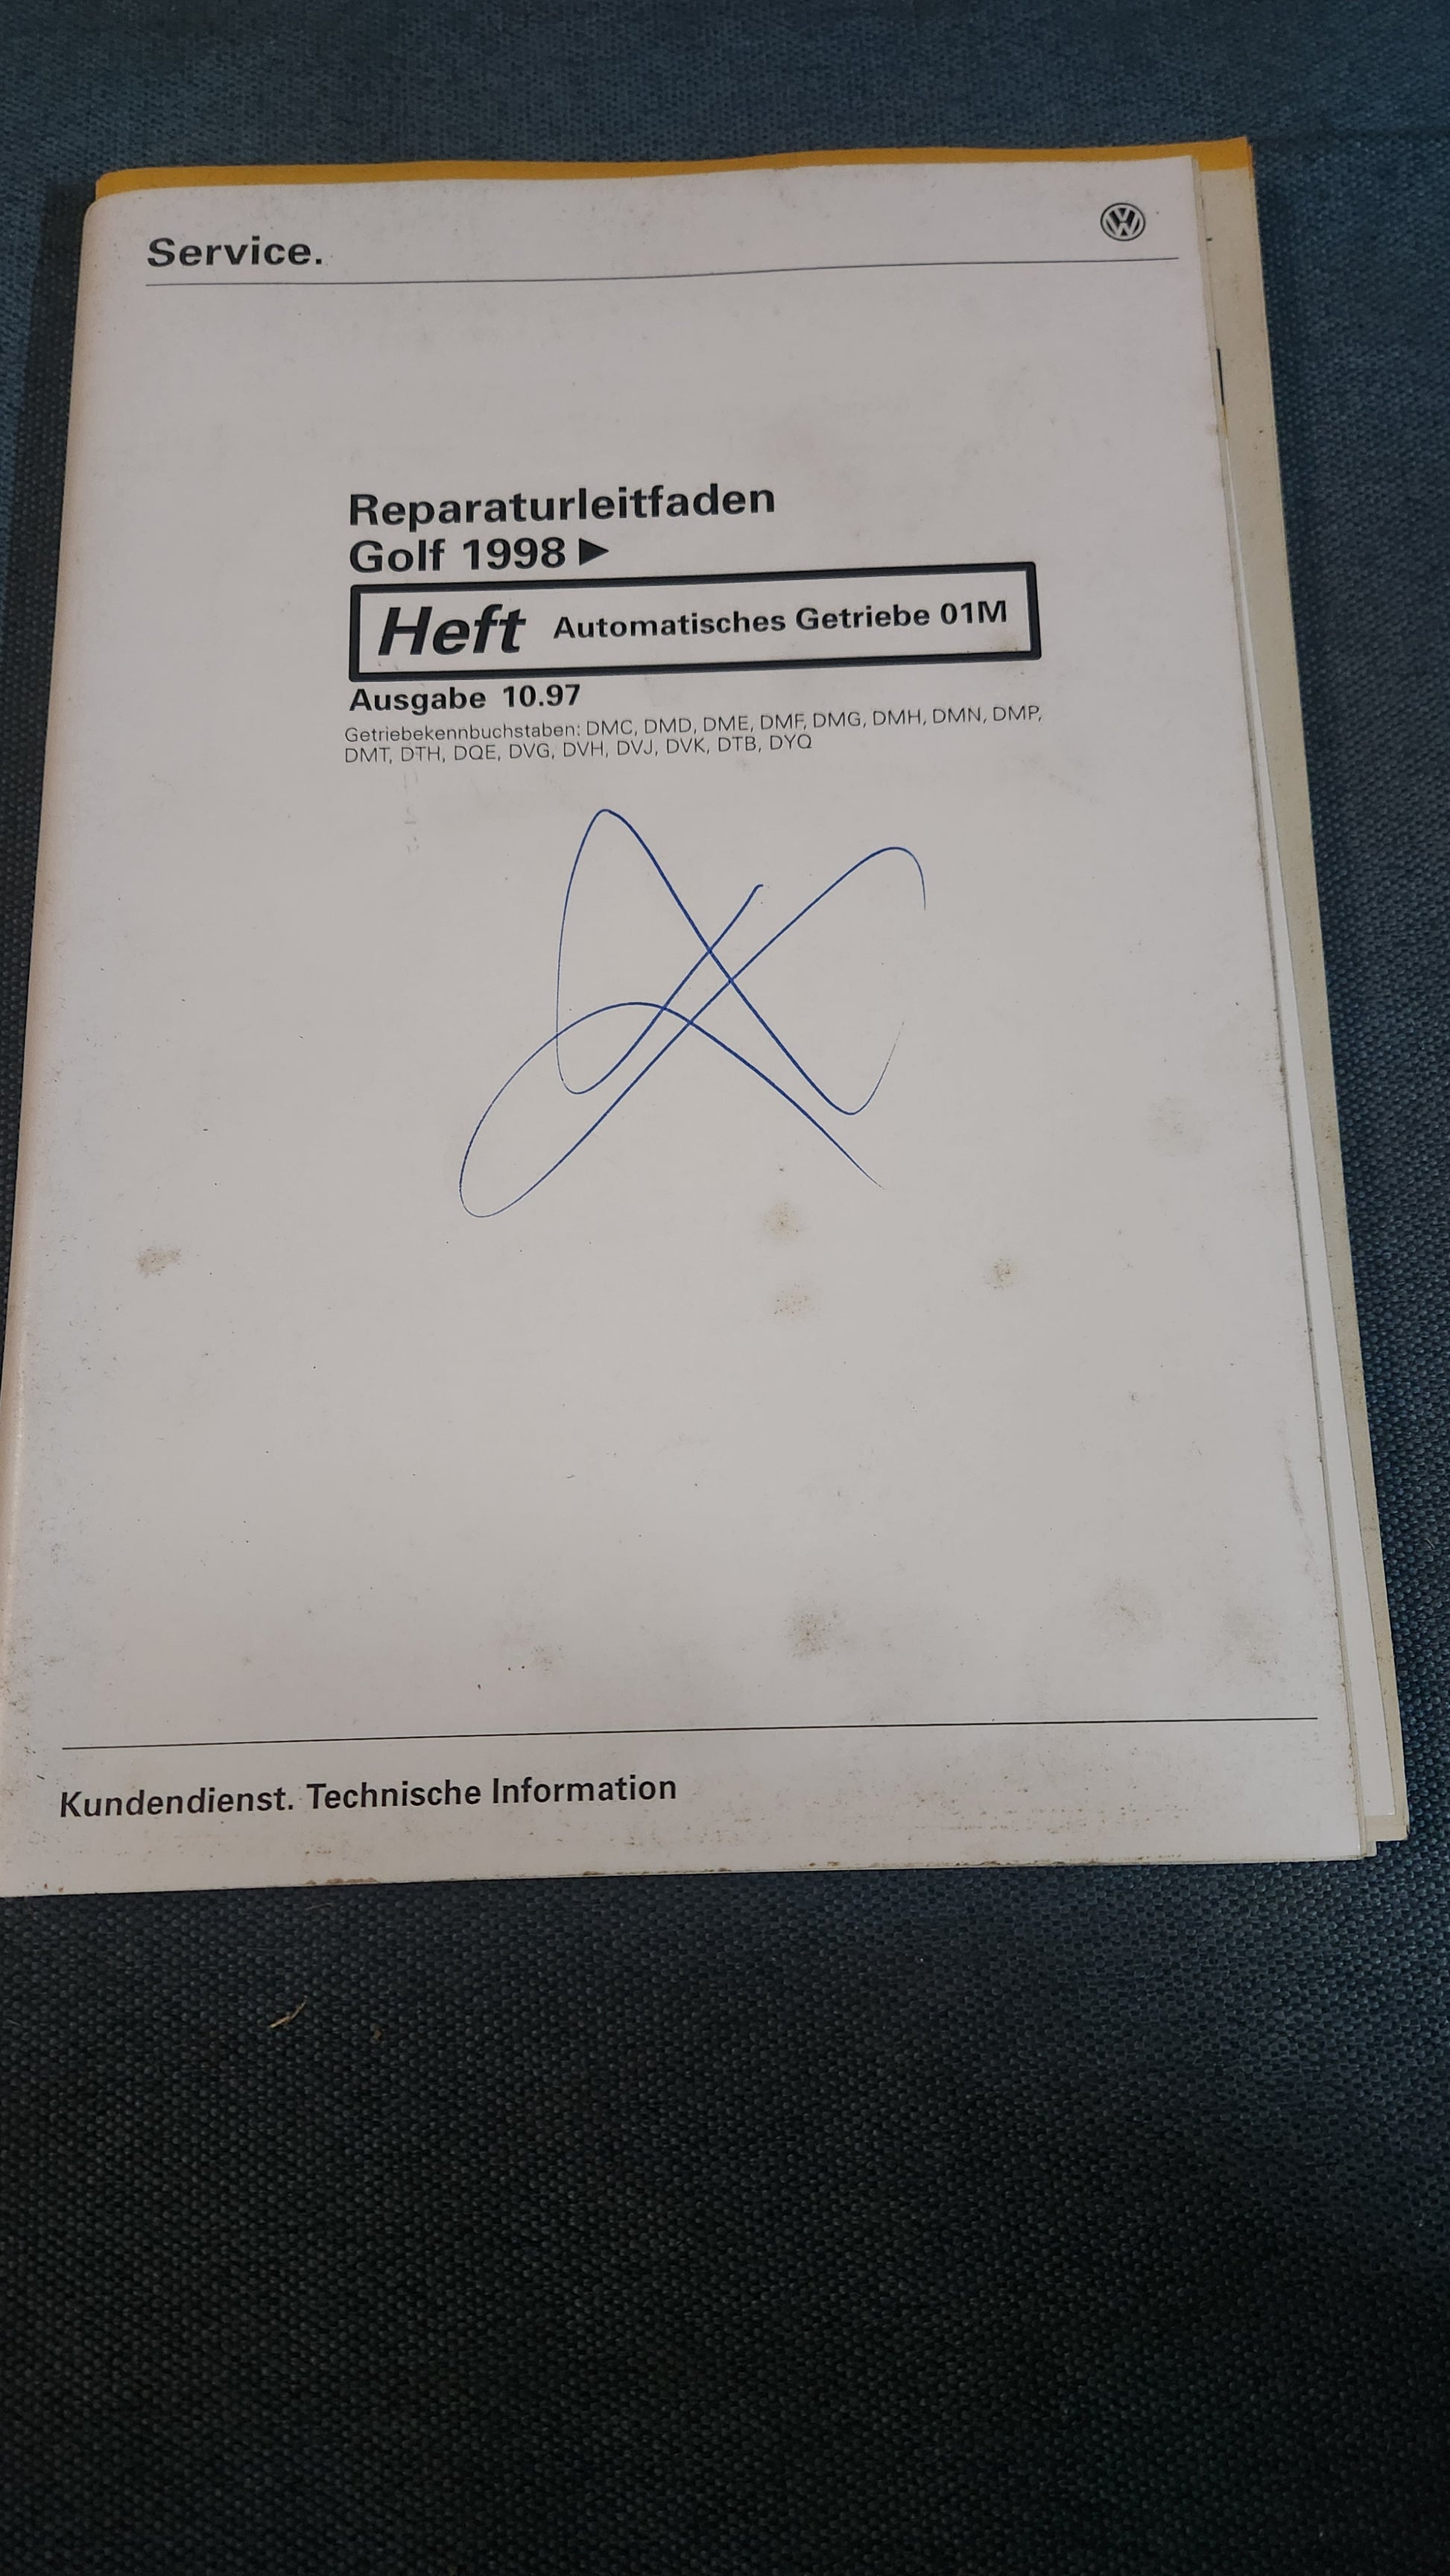 Service.
Reparaturleitfaden
Golf 1998 ►
Heft Automatisches Getriebe 01M
Ausgabe 10.97
Getriebekennbuchstaben: DMC, DMD, DME, DMF, DMG, DMH, DMN, DMP,
DMT, DTH, DQE, DVG, DVH, DVJ, DVK, DTB, DYQ
Kundendienst. Technische Information